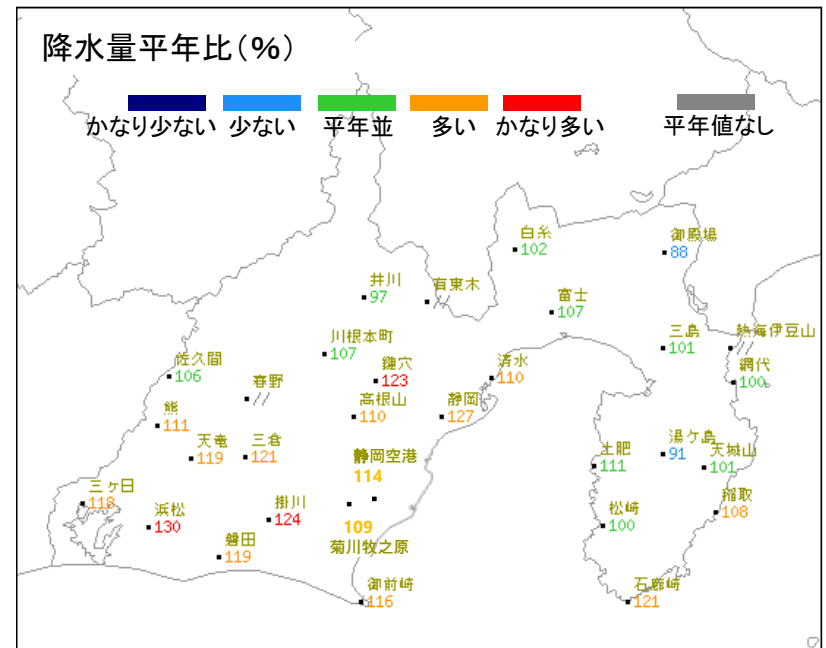 降水量平年比(%)
かなり少ない 少ない 平年並 多い かなり多い 平年値なし
白糸
102
御殿場
88
井川
97
有東木
//
富士
107
川根本町
107
三島
101
熱海伊豆山
//
網代
100
佐久間
106
春野
//
鍵穴
123
清水
110
高根山
110
静岡
127
熊
111
天竜
119
三倉
121
静岡空港
114
土肥
111
湯ケ島
91
天城山
101
三ヶ日
118
浜松
130
掛川
124
109
菊川牧之原
松崎
100
稲取
108
磐田
119
御前崎
116
石廊崎
121